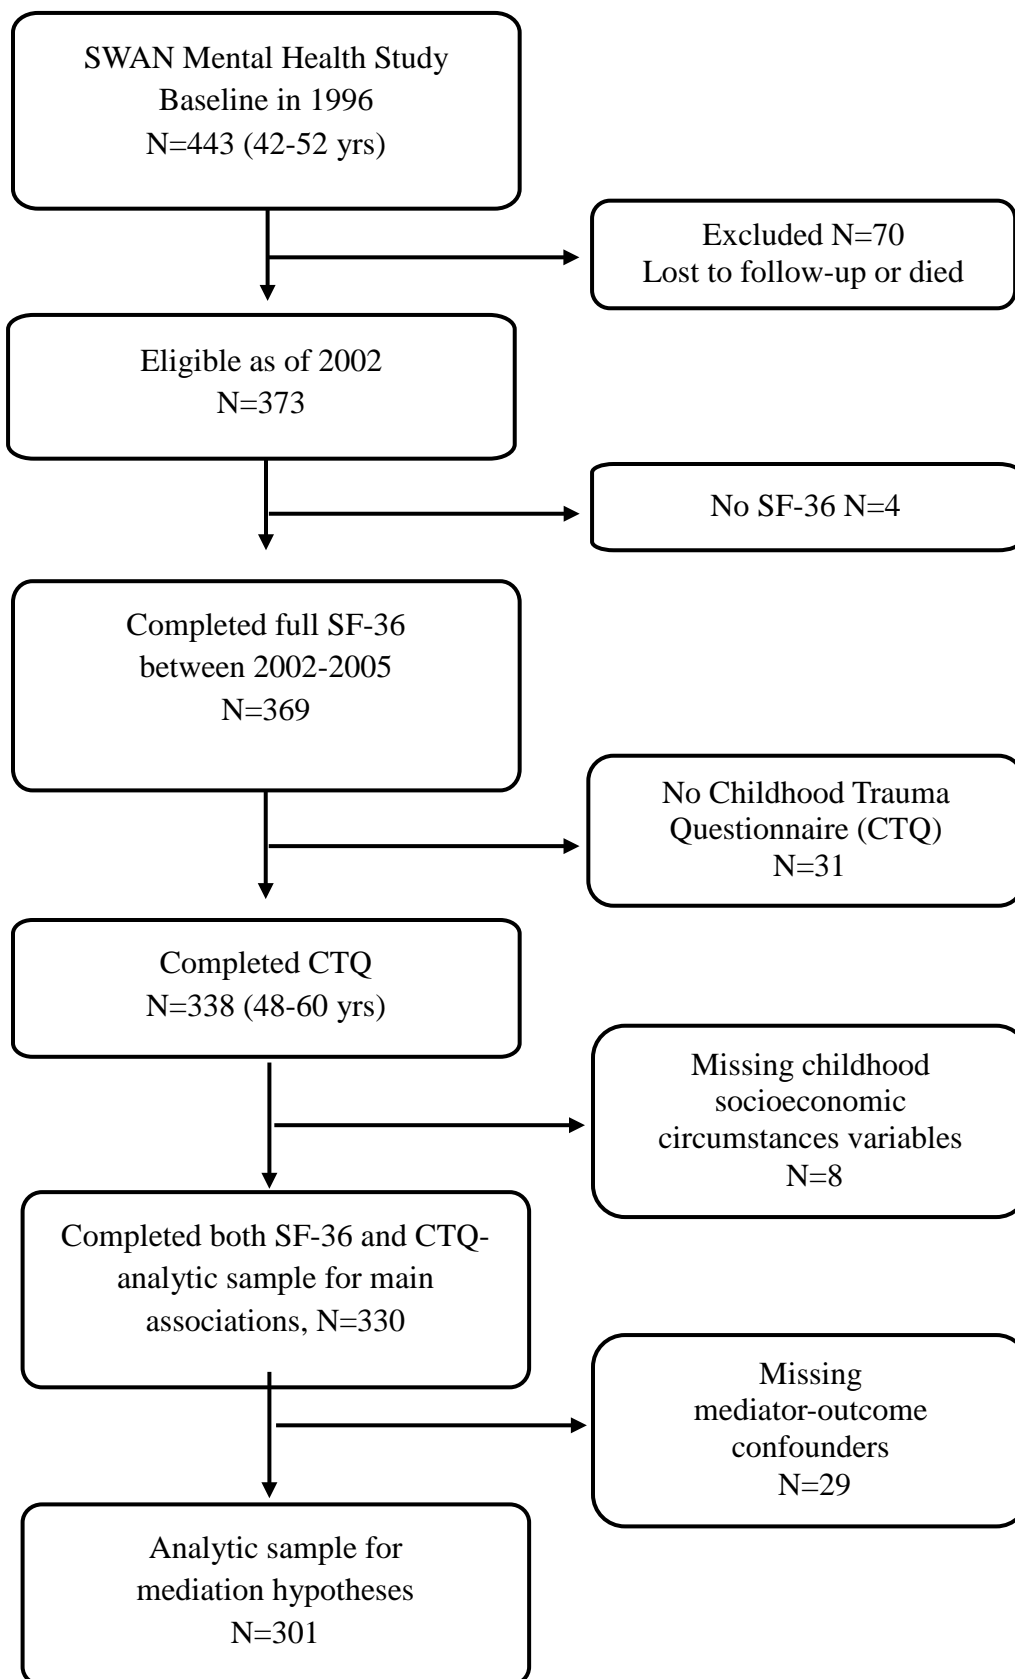 SWAN Mental Health Study
Baseline in 1996
N=443 (42-52 yrs)
Excluded N=70
Lost to follow-up or died
Eligible as of 2002
N=373
No SF-36 N=4
Completed full SF-36
between 2002-2005
N=369
No Childhood Trauma
Questionnaire (CTQ)
N=31
Completed CTQ
N=338 (48-60 yrs)
Missing childhood
socioeconomic
circumstances variables
N=8
Completed both SF-36 and CTQ-
analytic sample for main
associations, N=330
Missing
mediator-outcome
confounders
N=29
Analytic sample for
mediation hypotheses
N=301